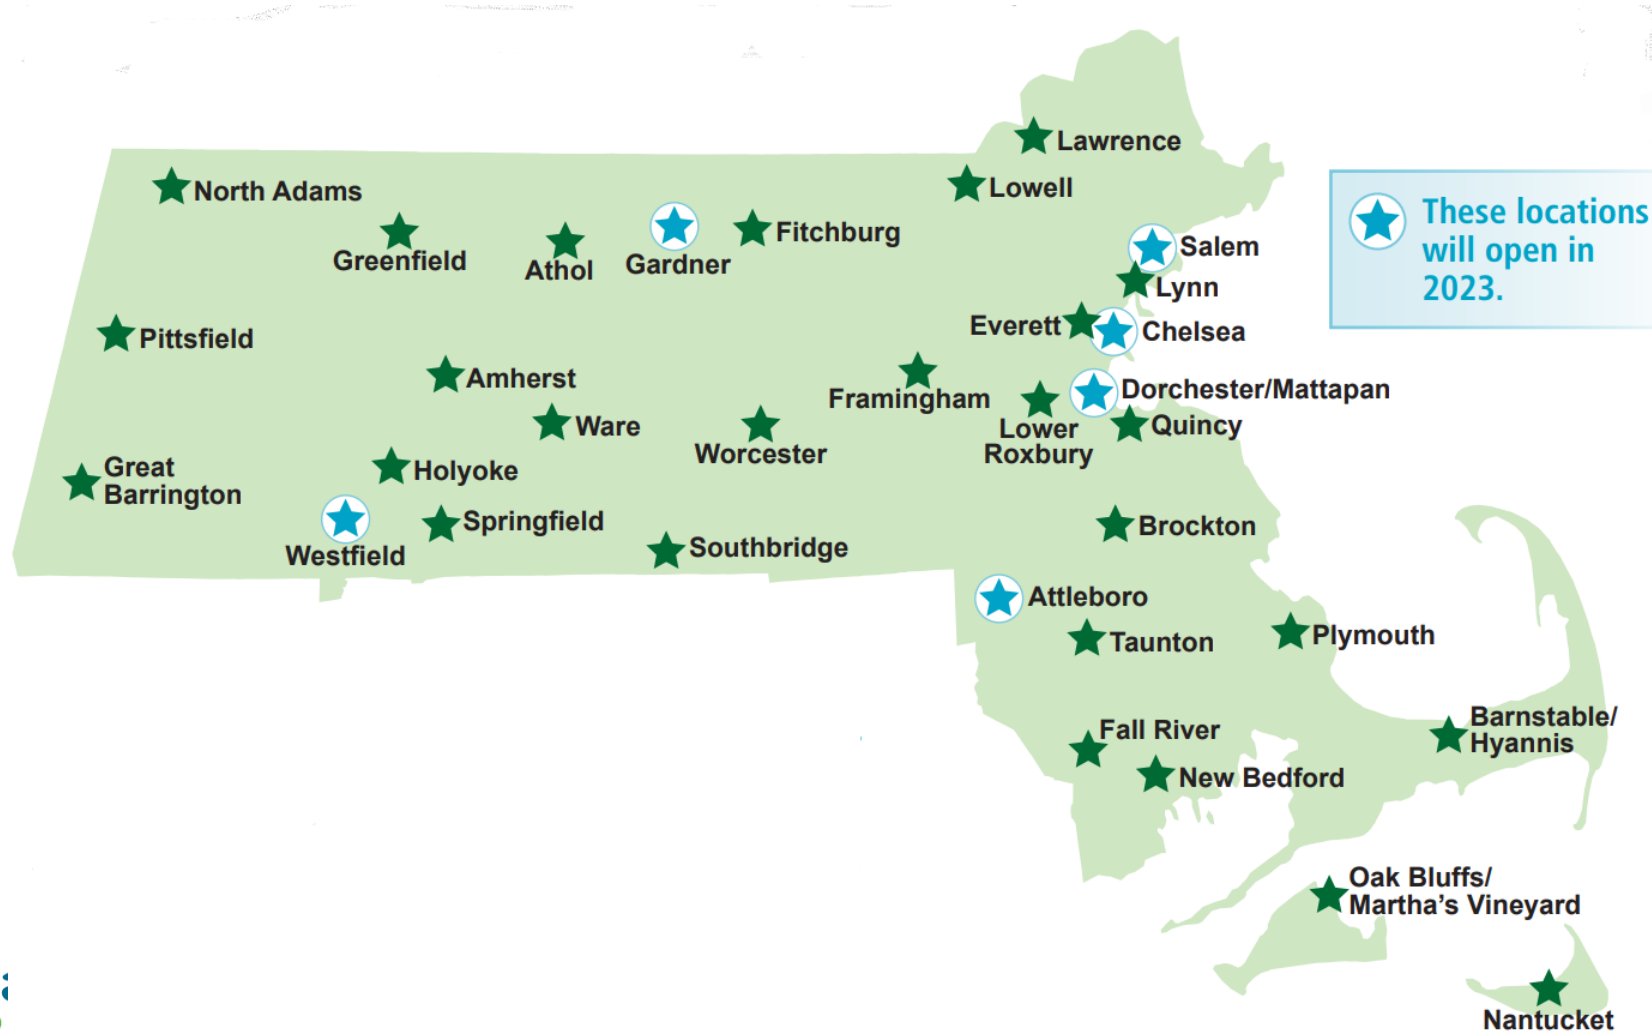 Lawrence
Lowell
North Adams
These locations
will open in
2023.
Fitchburg
Greenfield
Athol
Gardner
Salem
Lynn
Everett
Chelsea
Pittsfield
Amherst
Framingham
Dorchester/Mattapan
Ware
Worcester
Lower
Roxbury
Quincy
Great
Barrington
Holyoke
Westfield
Springfield
Southbridge
Brockton
Attleboro
Taunton
Plymouth
Fall River
New Bedford
Barnstable/
Hyannis
Oak Bluffs/
Martha’s Vineyard
Nantucket